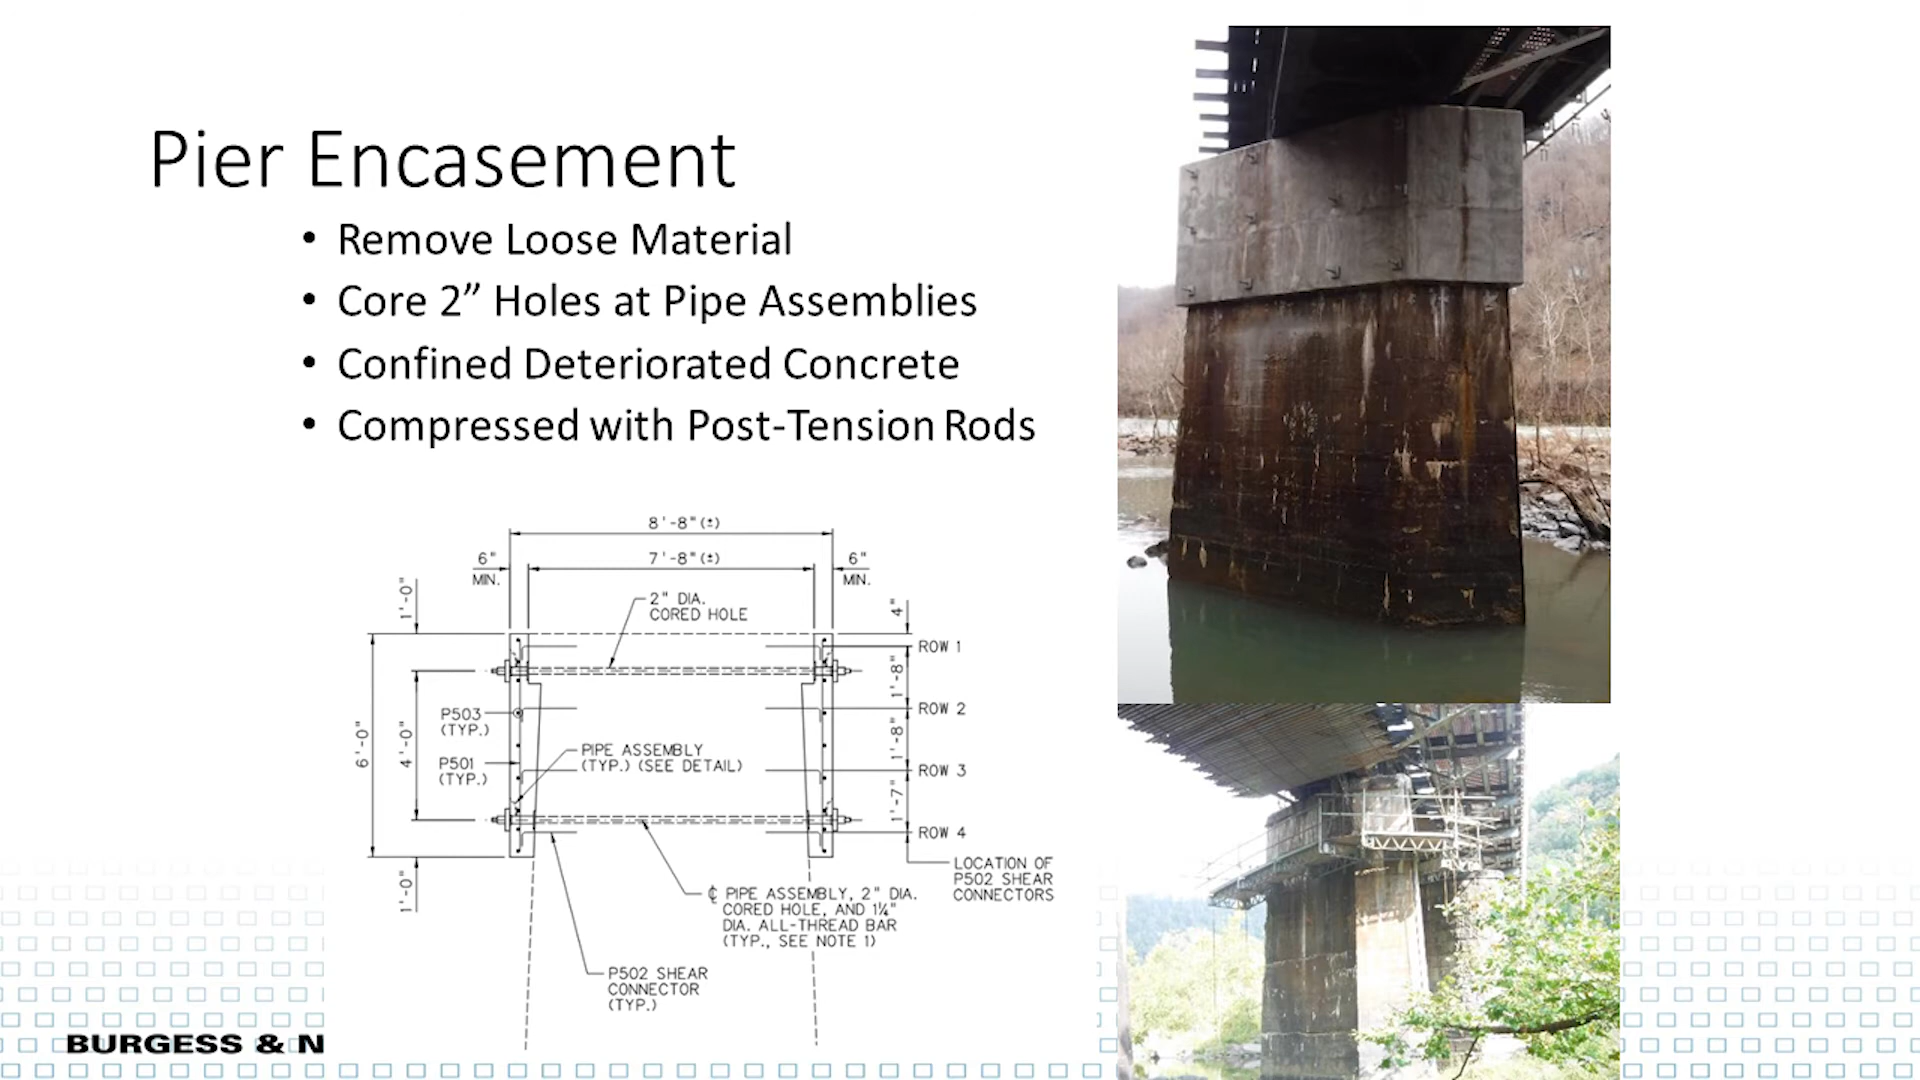 Pier Encasement
• Remove Loose Material
• Core 2” Holes at Pipe Assemblies
• Confined Deteriorated Concrete
• Compressed with Post-Tension Rods
8'-8"(±)
6"
MIN.
7'-8"(±)
6"
MIN.
1'-0"
2" DIA.
CORED HOLE
4"
ROW 1
1'-8"
P503
(TYP.)
ROW 2
6'-0"
4'-0"
1'-8"
PIPE ASSEMBLY
(TYP.) (SEE DETAIL)
P501
(TYP.)
ROW 3
1'-7"
ROW 4
1'-0"
LOCATION OF
P502 SHEAR
CONNECTORS
℄ PIPE ASSEMBLY, 2" DIA.
CORED HOLE, AND 1¼"
DIA. ALL-THREAD BAR
(TYP., SEE NOTE 1)
P502 SHEAR
CONNECTOR
(TYP.)
BURGESS & N